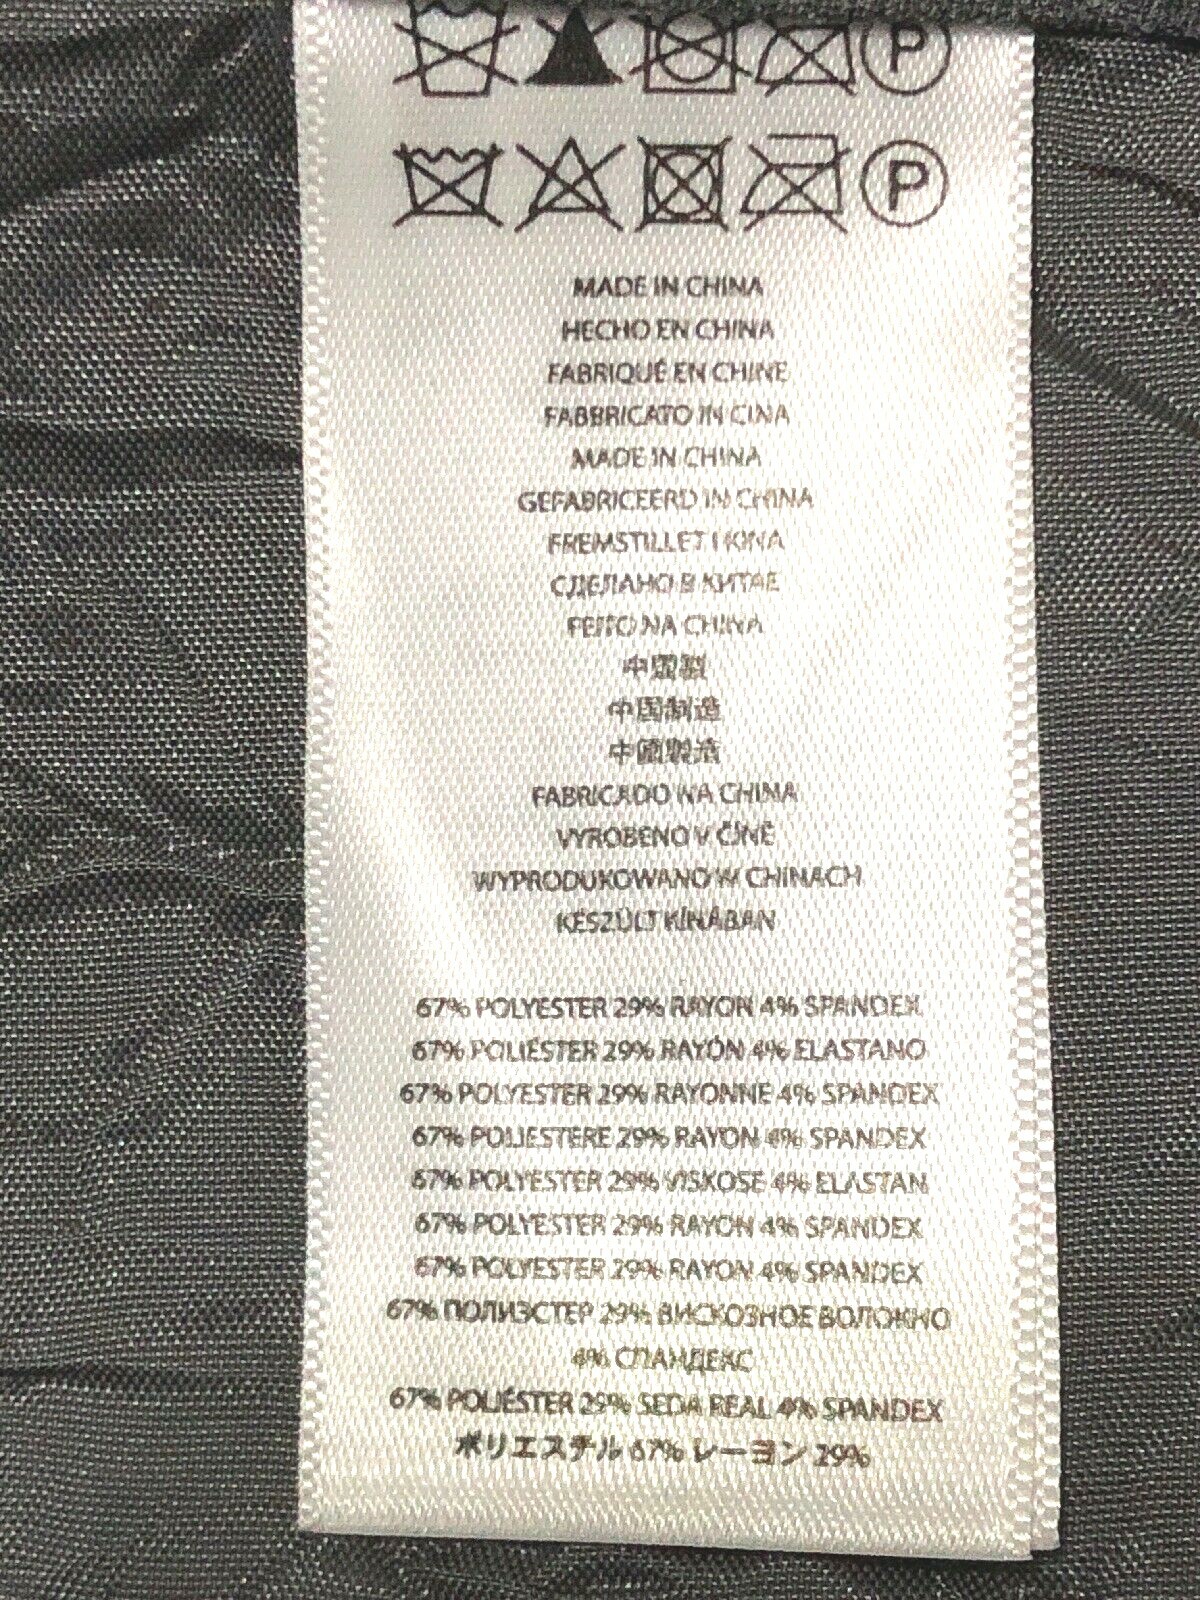 P
P
MADE IN CHINA
HECHO EN CHINA
FABRIQUÉ EN CHINE
FABBRICATO IN CINA
MADE IN CHINA
GEFABRICEERD IN CHINA
FREMSTILLET I KINA
СДЕЛАНО В КИТАЕ
FEITO NA CHINA
中国製
中国制造
中國製造
FABRICADO NA CHINA
VYROBENO V ČÍNĚ
WYPRODUKOWANO W CHINACH
KÉSZÜLT KÍNÁBAN
67% POLYESTER 29% RAYON 4% SPANDEX
67% POLIÉSTER 29% RAYÓN 4% ELASTANO
67% POLYESTER 29% RAYONNE 4% SPANDEX
67% POLIESTERE 29% RAYON 4% SPANDEX
67% POLYESTER 29% VISKOSE 4% ELASTAN
67% POLYESTER 29% RAYON 4% SPANDEX
67% POLYESTER 29% RAYON 4% SPANDEX
67% ПОЛИЭСТЕР 29% ВИСКОЗНОЕ ВОЛОКНО
4% СПАНДЕКС
67% POLIÉSTER 29% SEDA REAL 4% SPANDEX
ポリエステル 67% レーヨン 29%